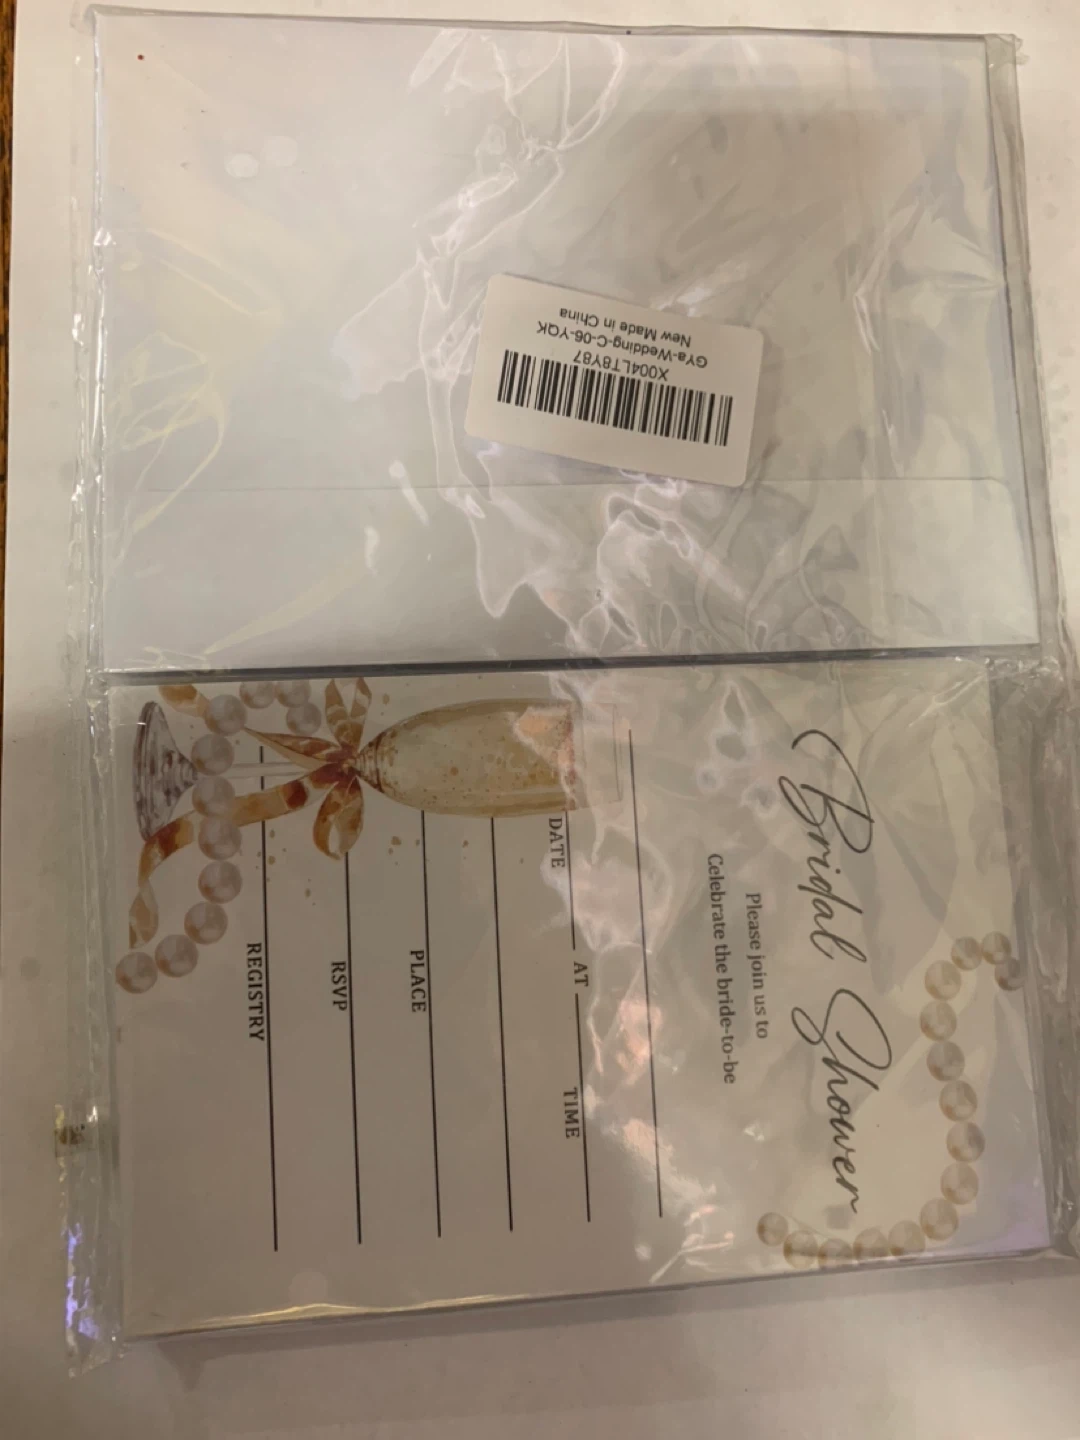 X004LT8Y87
GYa-Wedding-C-06-YQK
New Made in China
Bridal Shower
Please join us to
Celebrate the bride-to-be
DATE AT TIME
PLACE
RSVP
REGISTRY